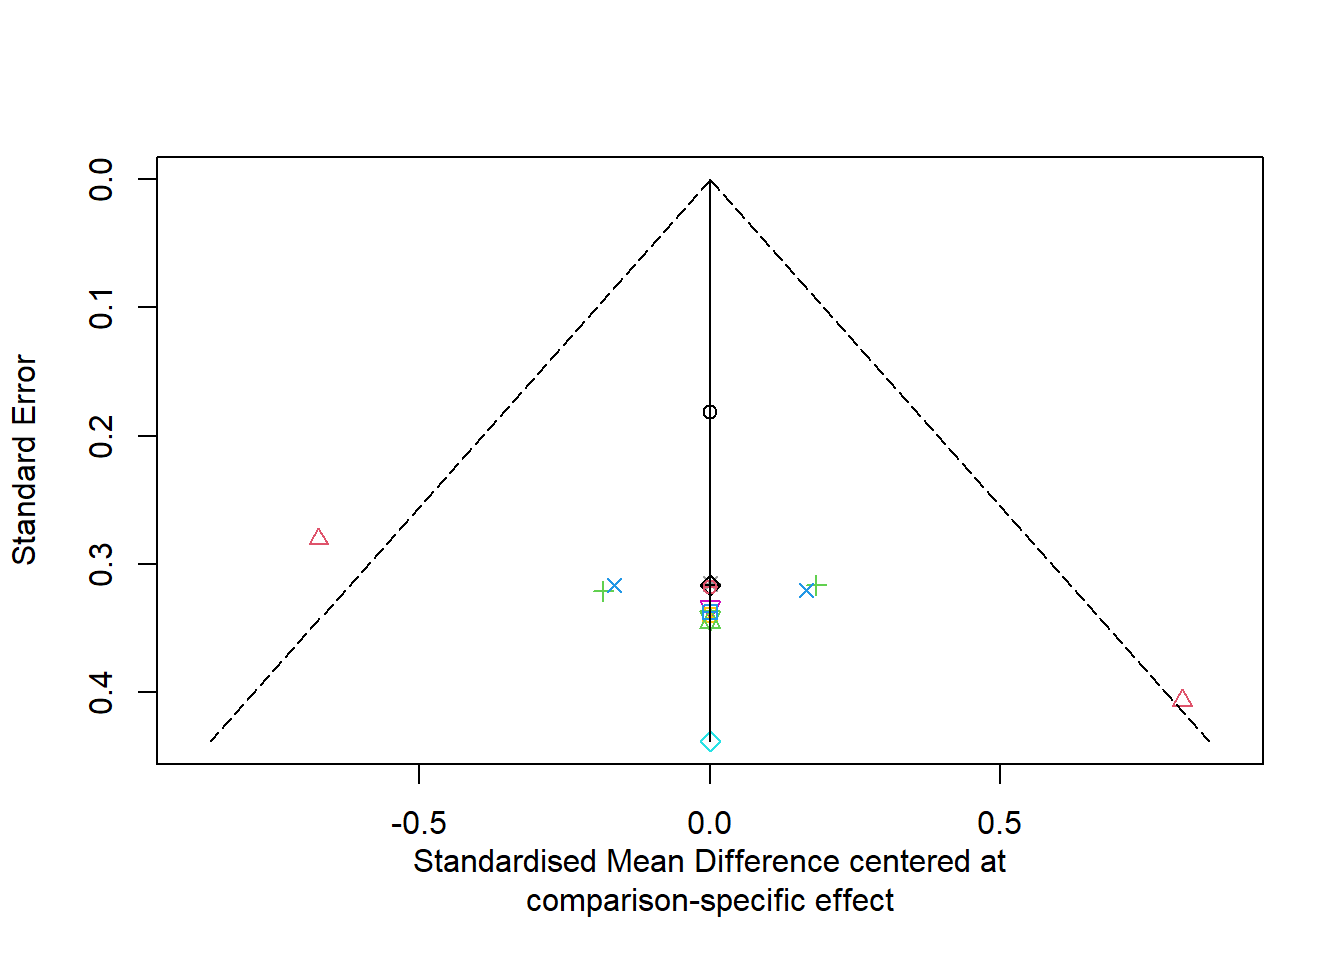 0.0
0.1
0.2
0.3
0.4
Standard Error
-0.5
0.0
0.5
Standardised Mean Difference centered at
comparison-specific effect